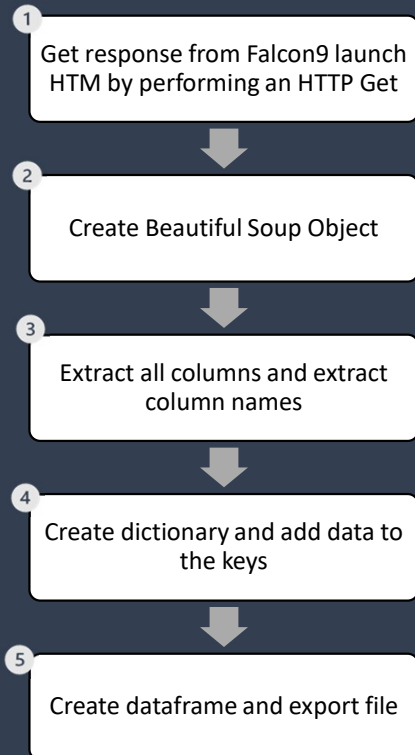 1
Get response from Falcon9 launch
HTM by performing an HTTP Get
2
Create Beautiful Soup Object
3
Extract all columns and extract
column names
4
Create dictionary and add data to
the keys
5
Create dataframe and export file